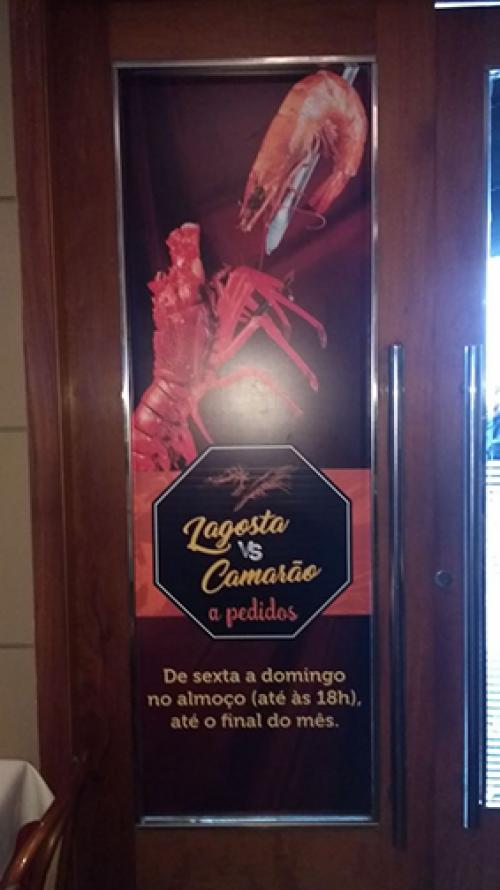 Lagosta
VS
Camarão
a pedidos
De sexta a domingo
no almoço (até às 18h),
até o final do mês.